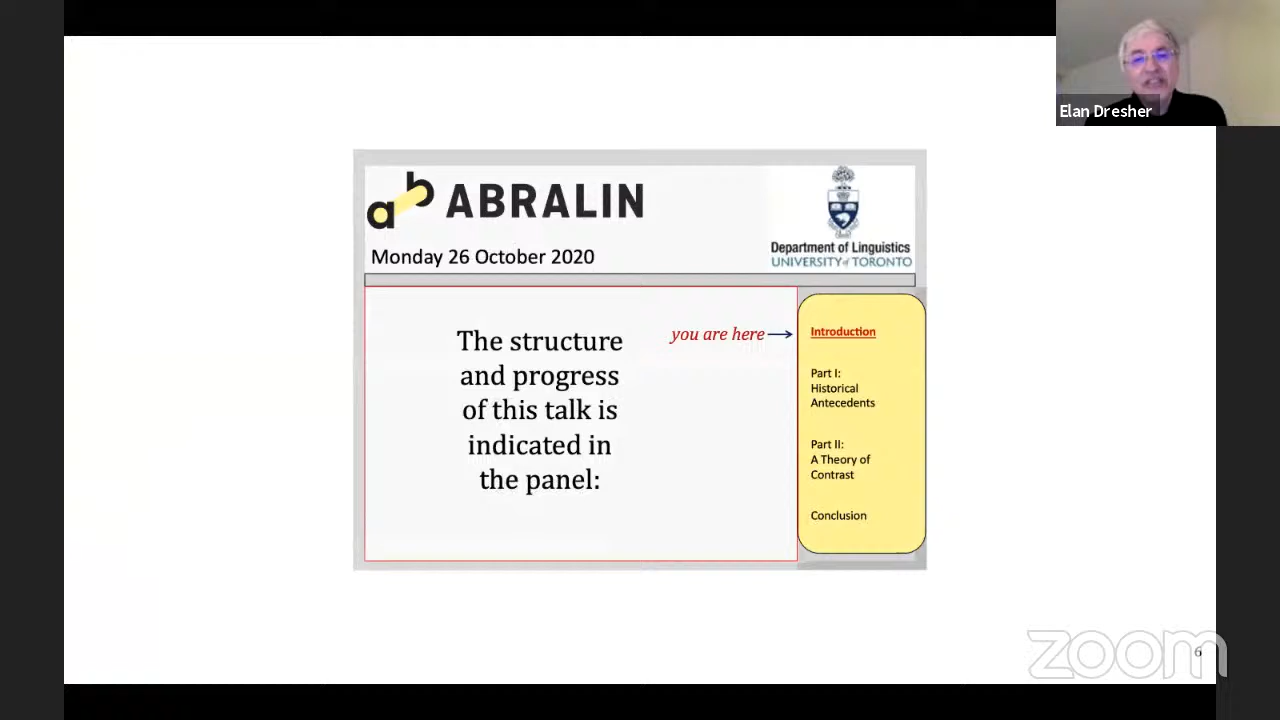 Elan Dresher
ab ABRALIN
Monday 26 October 2020
Department of Linguistics
UNIVERSITY of TORONTO
The structure
and progress
of this talk is
indicated in
the panel:
you are here
Introduction
Part I:
Historical
Antecedents
Part II:
A Theory of
Contrast
Conclusion
zoom
6